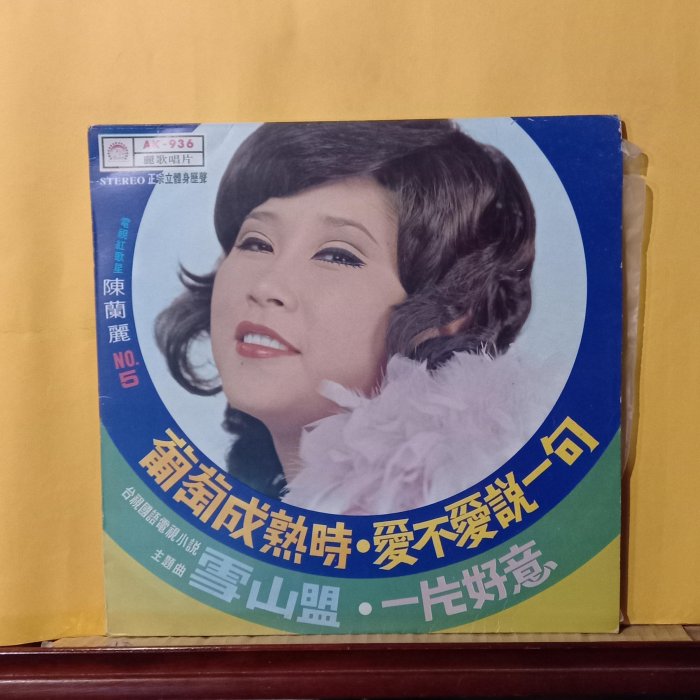 AK-936
麗歌唱片
STEREO 正宗立體身歷聲
電視紅歌星
陳蘭麗
NO.
5
葡萄成熟時・愛不愛説一句
台視國語電視小説
主題曲
雪山盟・一片好意